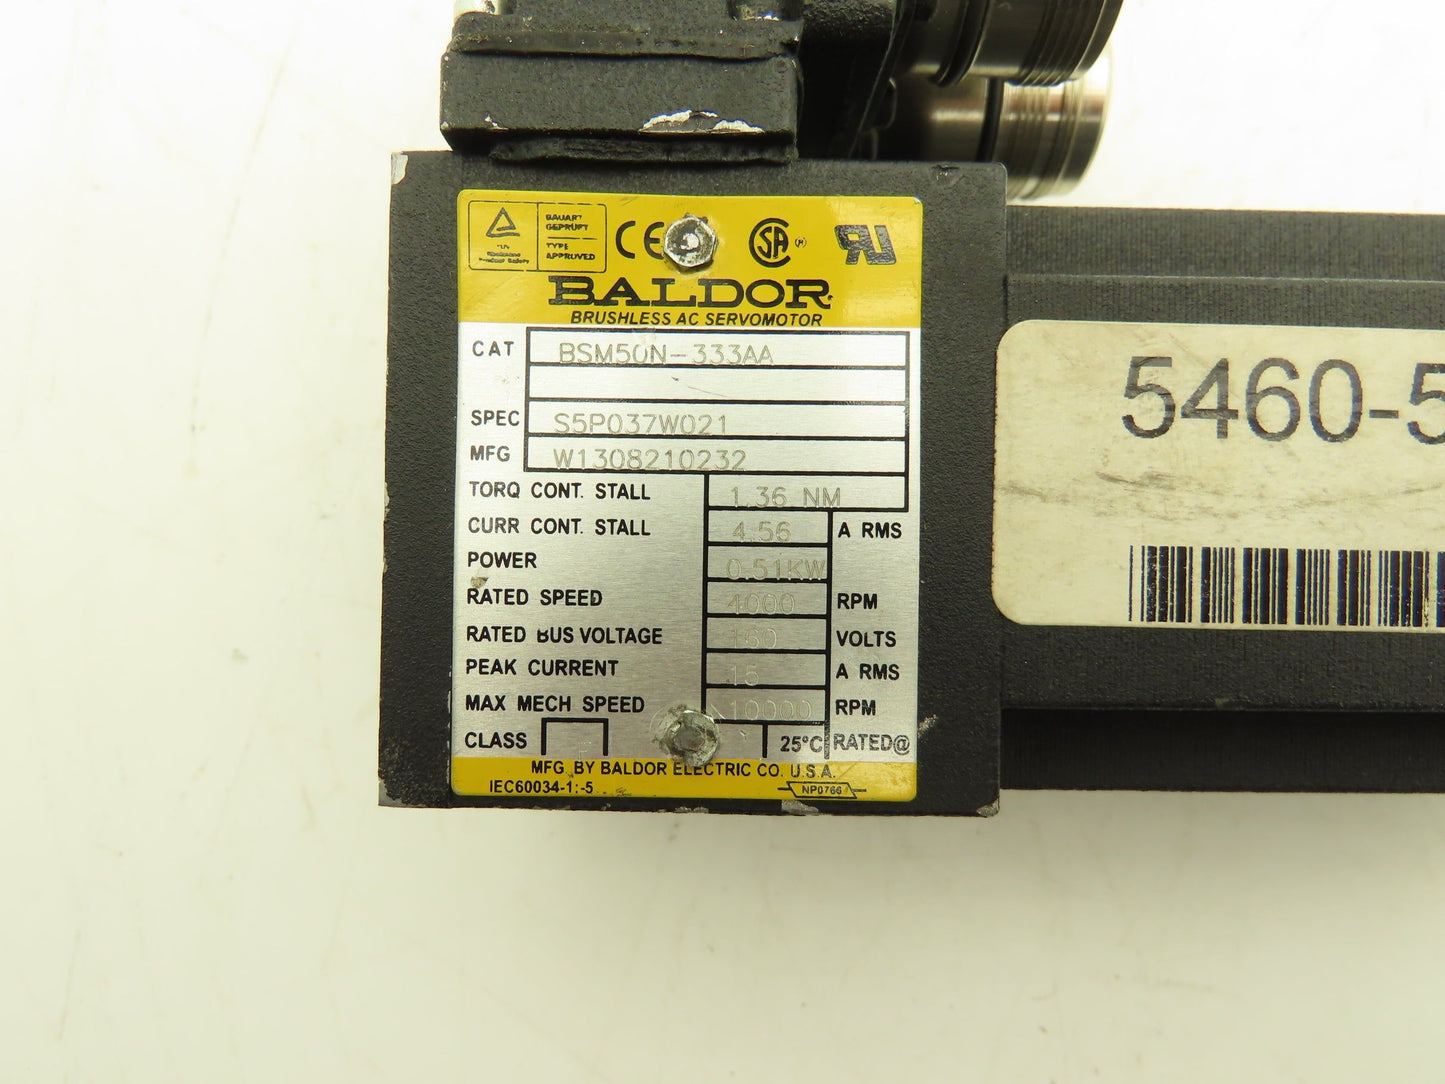 BAUART
GEPRUFT
TYPE
APPROVED
CE
SA
BALDOR
BRUSHLESS AC SERVOMOTOR
CAT BSM50N-333AA
SPEC S5P037W021
MFG W1308210232
TORQ CONT. STALL 1.36 NM
CURR CONT. STALL 4.56 A RMS
POWER 0.51KW
RATED SPEED 4000 RPM
RATED BUS VOLTAGE 160 VOLTS
PEAK CURRENT 15 A RMS
MAX MECH SPEED 10000 RPM
CLASS F 25°C RATED@
MFG. BY BALDOR ELECTRIC CO. U.S.A.
IEC60034-1:-5 NP0766
5460-5